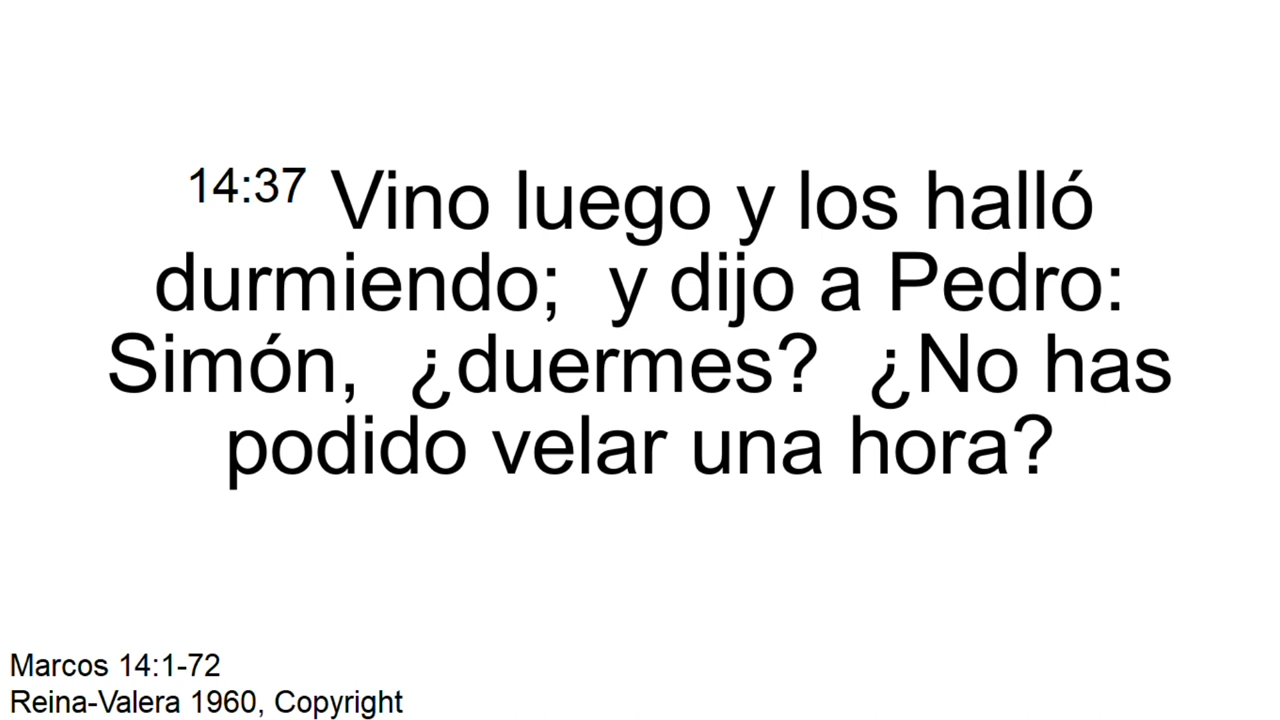 14:37 Vino luego y los halló
durmiendo;  y dijo a Pedro:
Simón,  ¿duermes?  ¿No has
podido velar una hora?
Marcos 14:1-72
Reina-Valera 1960, Copyright